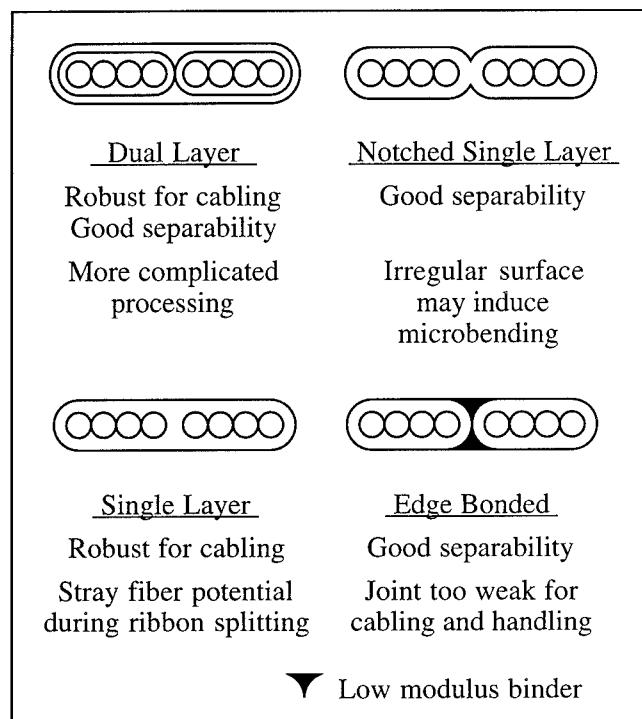 Dual Layer
Robust for cabling
Good separability
More complicated
processing
Notched Single Layer
Good separability
Irregular surface
may induce
microbending
Single Layer
Robust for cabling
Stray fiber potential
during ribbon splitting
Edge Bonded
Good separability
Joint too weak for
cabling and handling
Low modulus binder